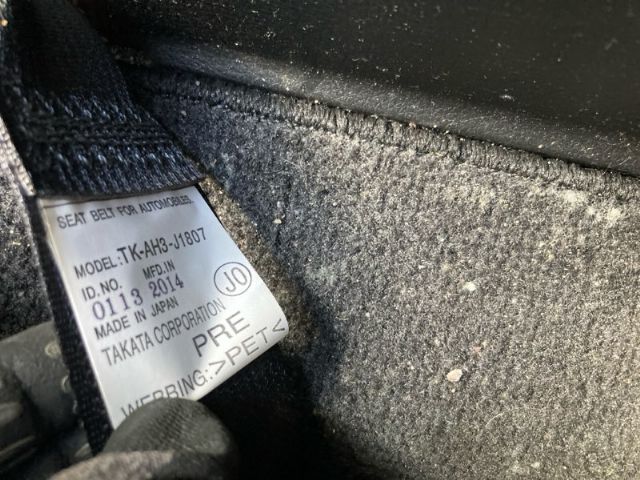 SEAT BELT FOR AUTOMOBILES.
MODEL:TK-AH3-J1807
ID.NO. MFD.IN
0113 2014
MADE IN JAPAN
JO
TAKATA CORPORATION
PRE
WEBBING:>PET<